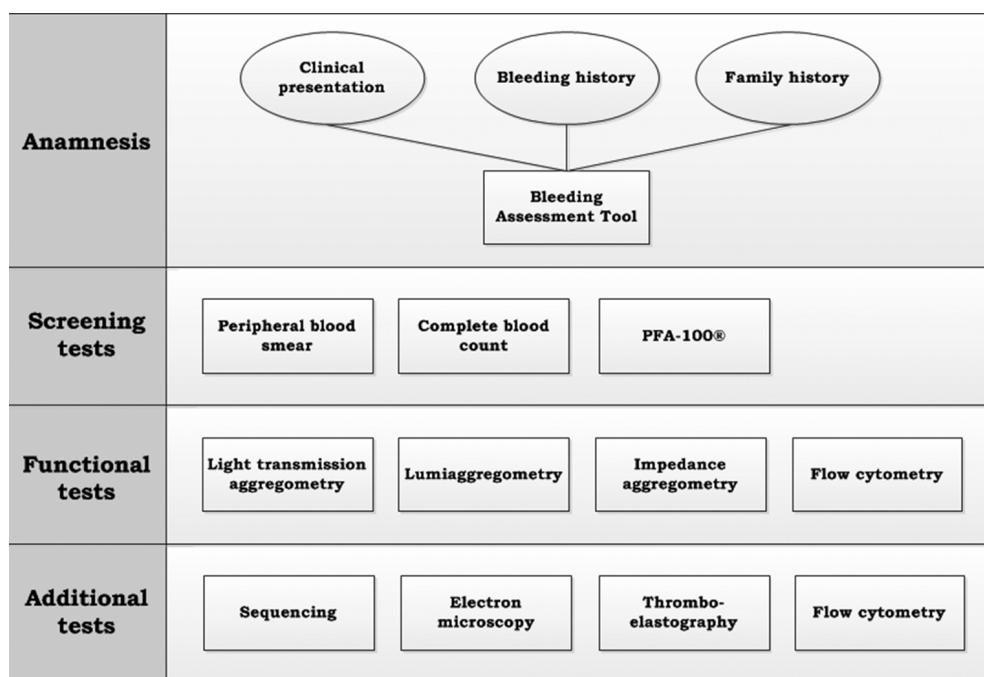 Anamnesis
Clinical
presentation
Bleeding history
Family history
Bleeding
Assessment Tool
Screening
tests
Peripheral blood
smear
Complete blood
count
PFA-100®
Functional
tests
Light transmission
aggregometry
Lumiaggregometry
Impedance
aggregometry
Flow cytometry
Additional
tests
Sequencing
Electron
microscopy
Thrombo-
elastography
Flow cytometry